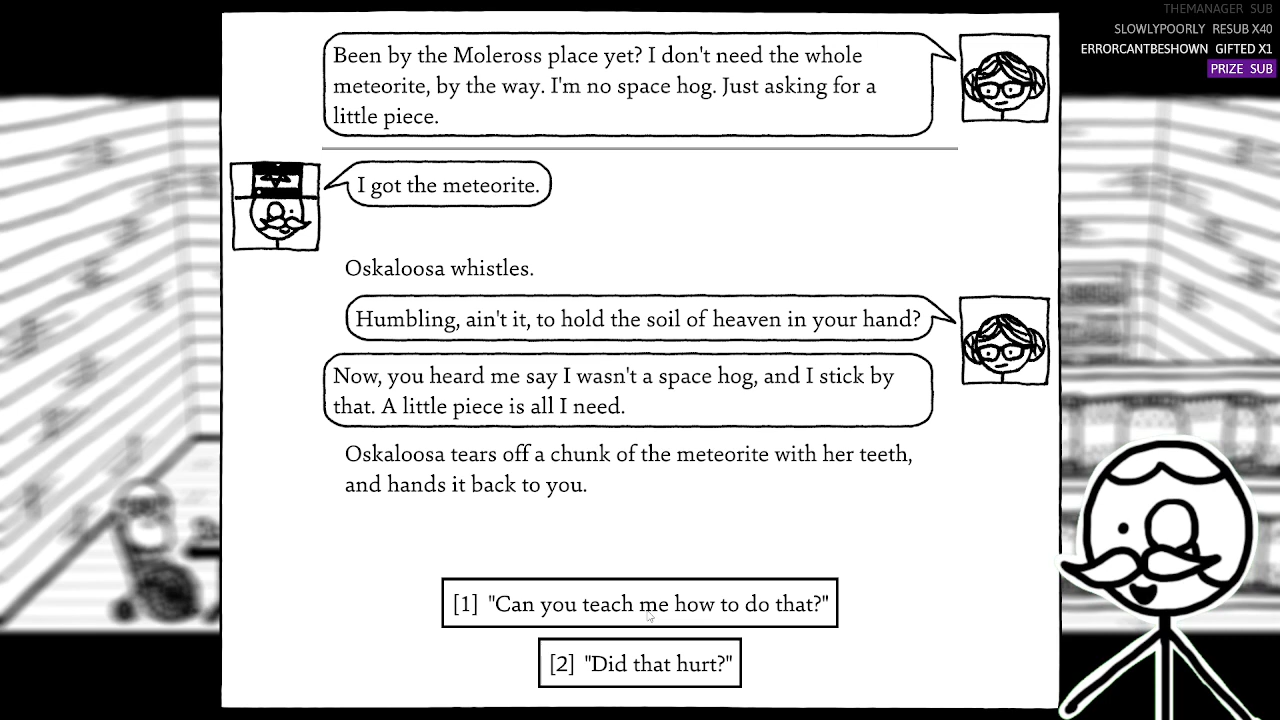 THEMANAGER SUB
SLOWLYPOORLY RESUB X40
ERRORCANTBESHOWN GIFTED X1
PRIZE SUB
Been by the Moleross place yet? I don't need the whole
meteorite, by the way. I'm no space hog. Just asking for a
little piece.
I got the meteorite.
Oskaloosa whistles.
Humbling, ain't it, to hold the soil of heaven in your hand?
Now, you heard me say I wasn't a space hog, and I stick by
that. A little piece is all I need.
Oskaloosa tears off a chunk of the meteorite with her teeth,
and hands it back to you.
[1] "Can you teach me how to do that?"
[2] "Did that hurt?"